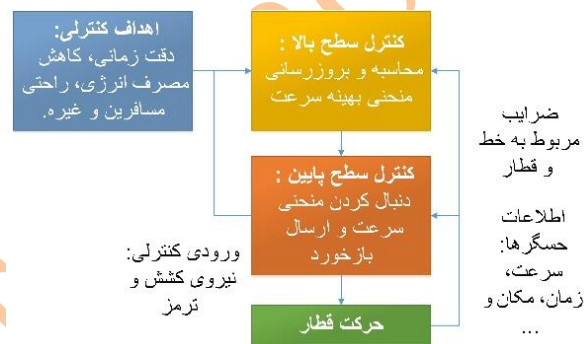 اهداف کنترلی:
دقت زمانی، کاهش
مصرف انرژی، راحتی
مسافرین و غیره.
کنترل سطح بالا :
محاسبه و بروزرسانی
منحنی بهینه سرعت
ضرایب
مربوط به خط
و قطار
کنترل سطح پایین :
دنبال کردن منحنی
سرعت و ارسال
بازخورد
اطلاعات
حسگرها:
سرعت،
زمان، مکان و
...
ورودی کنترلی:
نیروی کشش و
ترمز
حرکت قطار